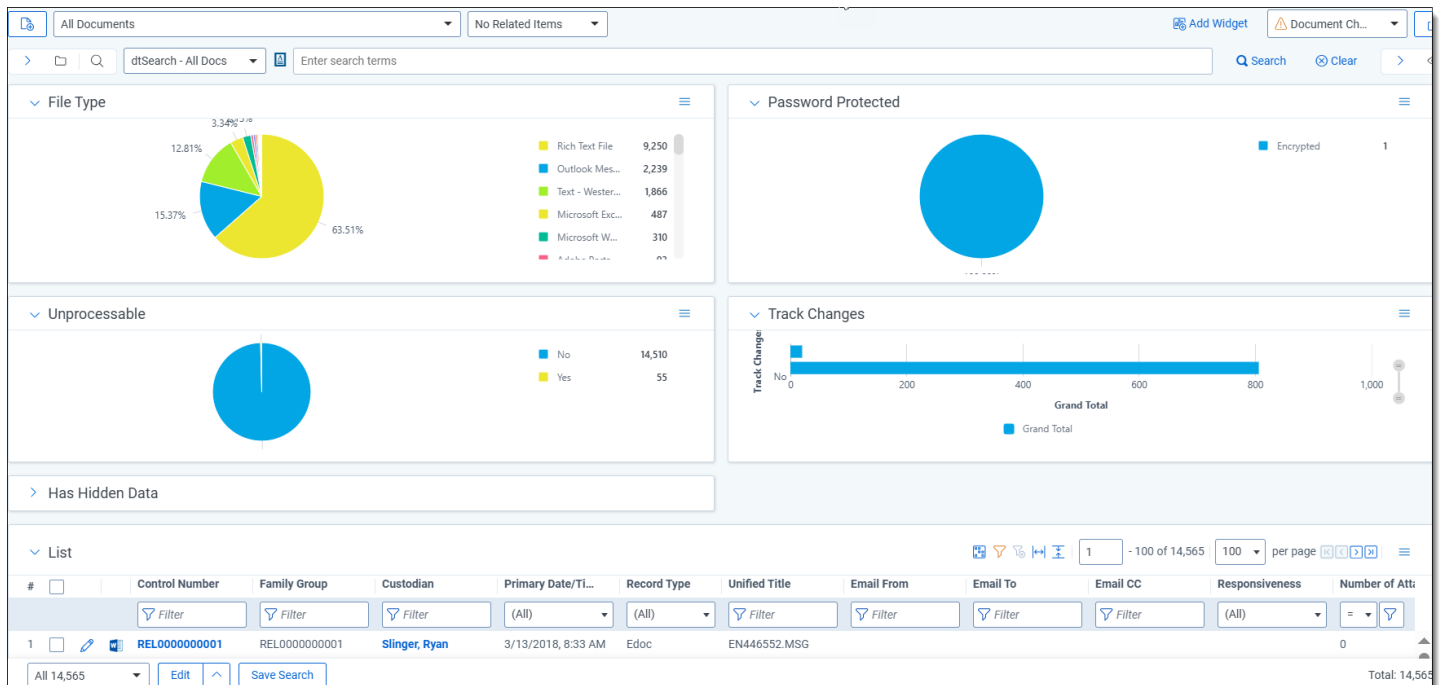 All Documents No Related Items Add Widget Document Ch...
dtSearch - All Docs Enter search terms Search Clear
File Type
3.34%
12.81%
15.37%
63.51%
Rich Text File 9,250
Outlook Mes... 2,239
Text - Wester... 1,866
Microsoft Exc... 487
Microsoft W... 310
Password Protected
Encrypted 1
Unprocessable
No 14,510
Yes 55
Track Changes
Track Changes
No
0 200 400 600 800 1,000
Grand Total
Grand Total
Has Hidden Data
List 1 - 100 of 14,565 100 per page
# Control Number Family Group Custodian Primary Date/Ti... Record Type Unified Title Email From Email To Email CC Responsiveness Number of Atta
Filter Filter Filter (All) (All) Filter Filter Filter Filter (All) =
1 REL0000000001 REL0000000001 Slinger, Ryan 3/13/2018, 8:33 AM Edoc EN446552.MSG 0
All 14,565 Edit Save Search Total: 14,565